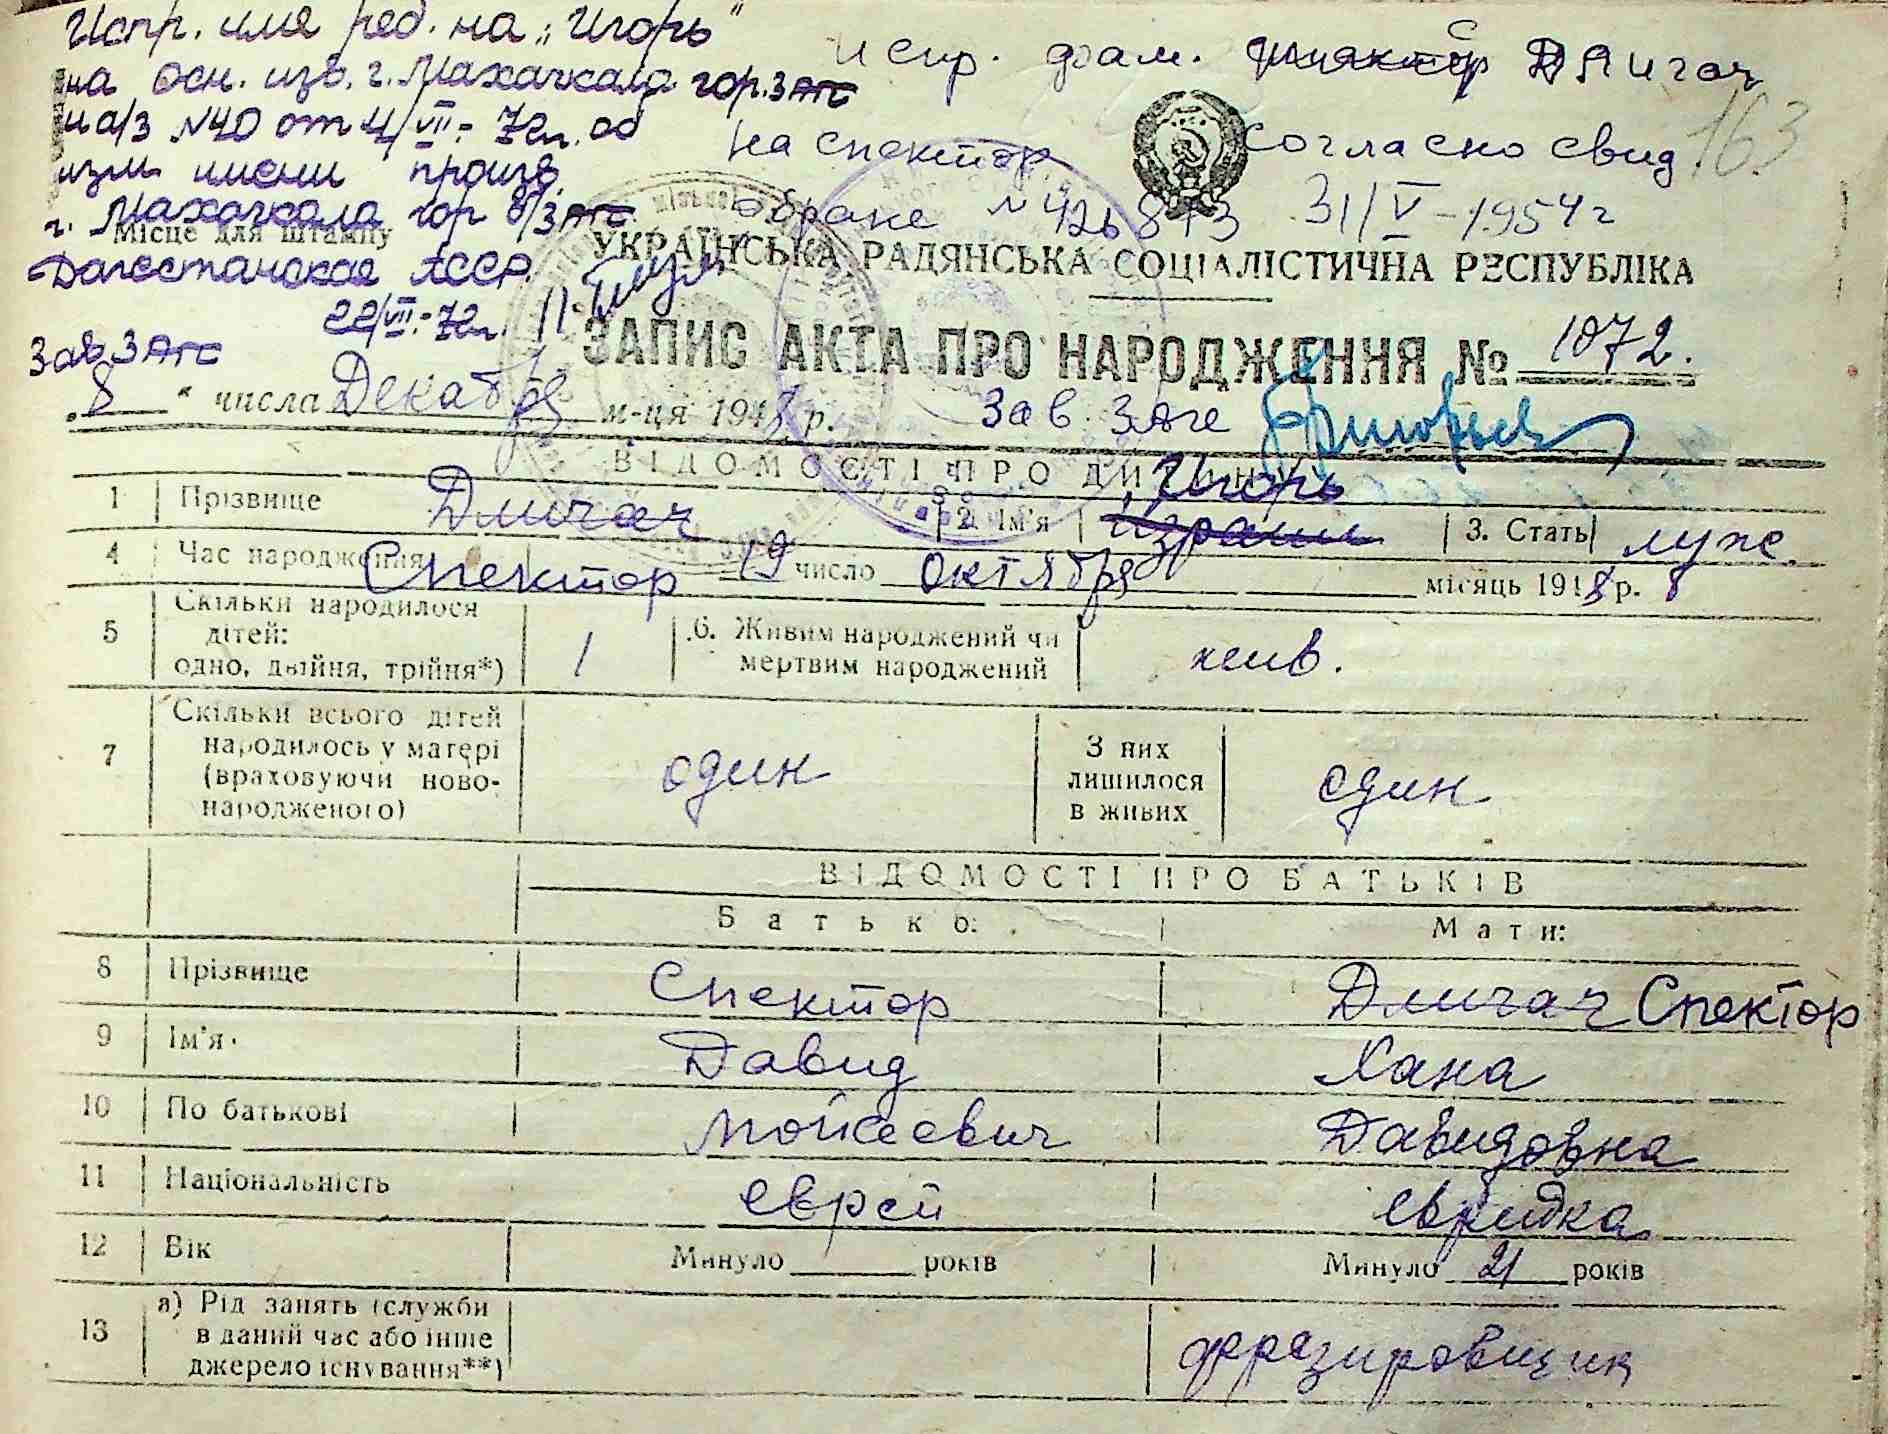 Испр. имя реб. на „Игорь"
на осн. изв. г. Махачкала гор.ЗАГС
и а/з №40 от 4/VII-72г. об
изм. имени произв.
г. Махачкала гор б/ЗАГС
Дагестанская АССР.
22/VII-72г.
Зав. ЗАГС
испр. фам. Длигач
на спектор согласно свид
о браке N 426873 31/V-1954г
163
Місце для штампу
УКРАЇНСЬКА РАДЯНСЬКА СОЦІАЛІСТИЧНА РЕСПУБЛІКА
ЗАПИС АКТА ПРО НАРОДЖЕННЯ № 1072.
„8" числа Декабря м-ця 1948 р. Зав Загс
ВІДОМОСТІ ПРО ДИТИНУ
1 Прізвище Длигач Спектор 2. Ім'я Израиль Игорь 3. Стать муж.
4 Час народження 19 число Октября місяць 1948 р.
5 Скільки народилося дітей: одно, двійня, трійня*) 1 6. Живим народжений чи мертвим народжений жив.
7 Скільки всього дітей народилось у матері (враховуючи новонародженого) один З них лишилося в живих один
ВІДОМОСТІ ПРО БАТЬКІВ
Батько: Мати:
8 Прізвище Спектор Длигач Спектор
9 Ім'я Давид Хана
10 По батькові Мойсеевич Давидовна
11 Національність еврей еврейка
12 Вік Минуло ____ років Минуло 21 років
13 а) Рід занять (служби в даний час або інше джерело існування**) фрезировщик